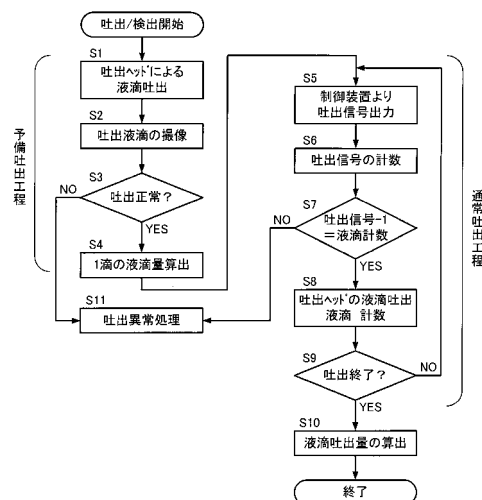 吐出/検出開始
予備吐出工程
S1
吐出ヘッドによる
液滴吐出
S2
吐出液滴の撮像
S3
吐出正常？
NO
YES
S4
1滴の液滴量算出
S11
吐出異常処理
通常吐出工程
S5
制御装置より
吐出信号出力
S6
吐出信号の計数
S7
吐出信号-1
＝液滴計数
NO
YES
S8
吐出ヘッドの液滴吐出
液滴 計数
S9
吐出終了？
NO
YES
S10
液滴吐出量の算出
終了